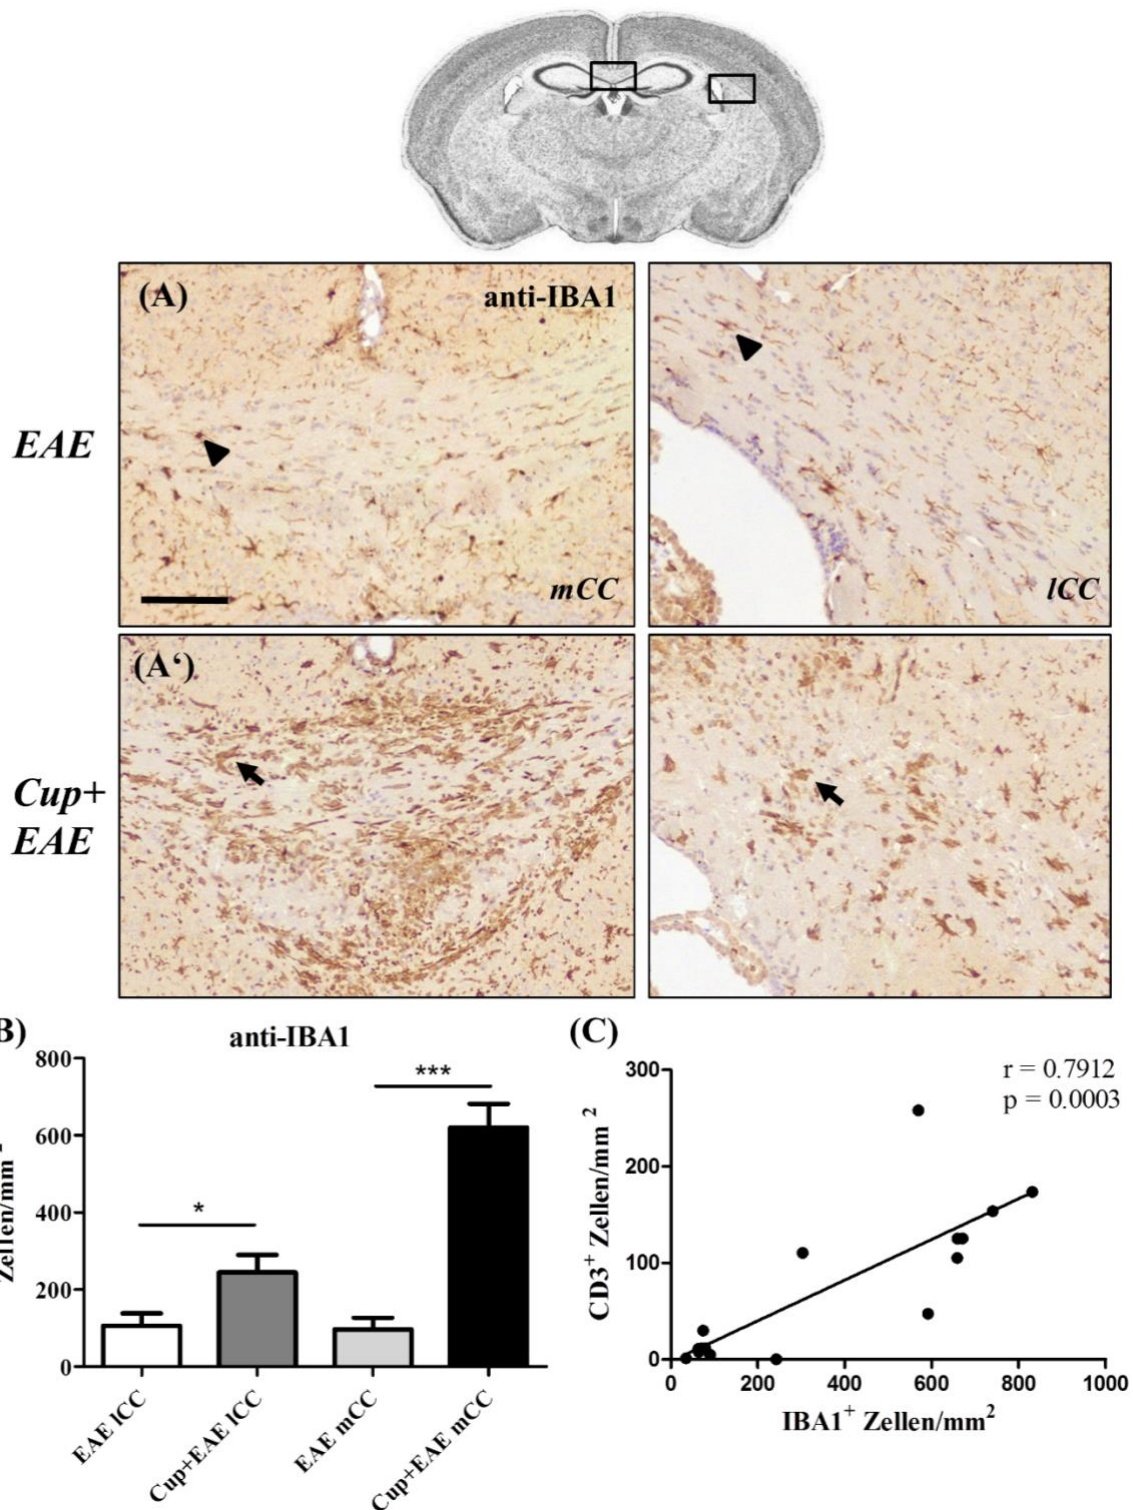 (A)
anti-IBA1
EAE
mCC
lCC
(A‘)
Cup+
EAE
B)
anti-IBA1
Zellen/mm
800
600
400
200
0
*
***
EAE lCC
Cup+EAE lCC
EAE mCC
Cup+EAE mCC
(C)
r = 0.7912
p = 0.0003
CD3+ Zellen/mm 2
300
200
100
0
0 200 400 600 800 1000
IBA1+ Zellen/mm2